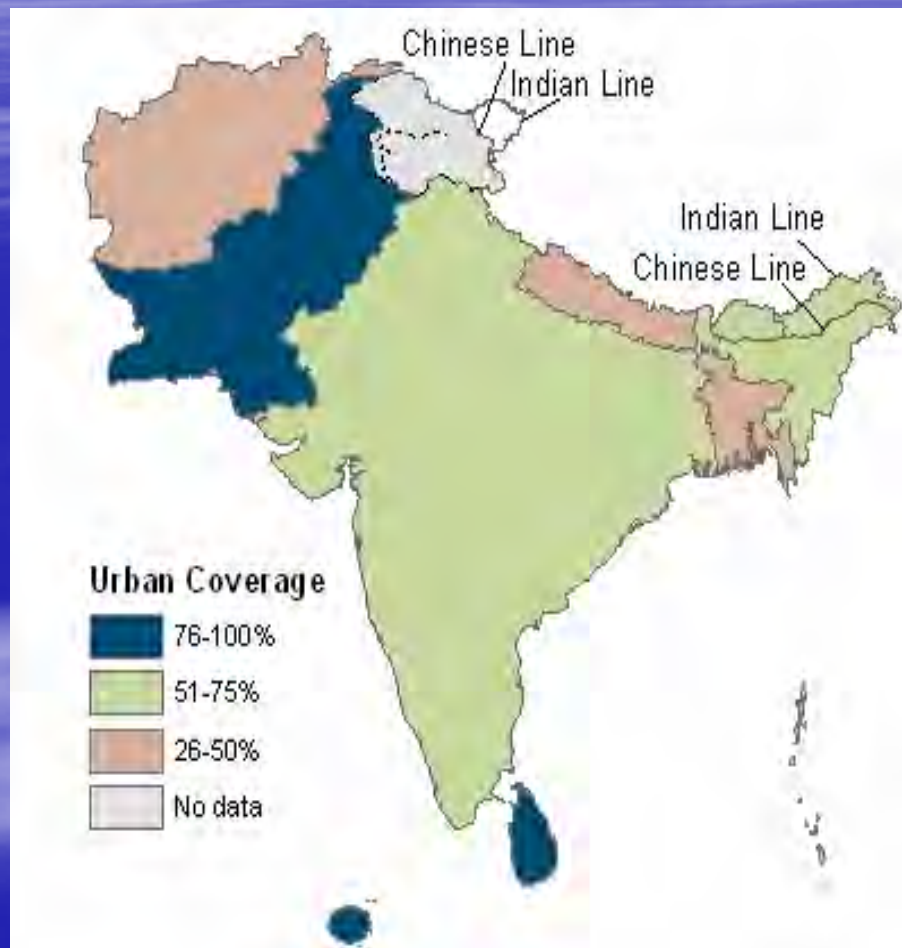 Chinese Line
Indian Line
Indian Line
Chinese Line
Urban Coverage
76-100%
51-75%
26-50%
No data